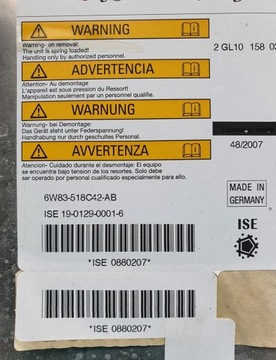 WARNING
Warning- on removal:
The unit is spring loaded!
Handling only by authorized personnel.
2 GL10 158 03
ADVERTENCIA
Attention- Au demontage
L'appareil est sous pression du Ressort!
Manipulation seulement par un personnel qualifie.
WARNUNG
Warnung- bei Demontage:
Das Gerät steht unter Federspannung!
Handhabung nur durch geschultes Personal.
48/2007
AVVERTENZA
Atencion- Cuidado durante el desmontaje: El equipo
se encuentra bajo tension de los resortes. Solo debe
ser operado por personal cualificado especialmente para ello.
6W83-518C42-AB
MADE IN
GERMANY
ISE 19-0129-0001-6
ISE
*ISE 0880207*
*ISE 0880207*